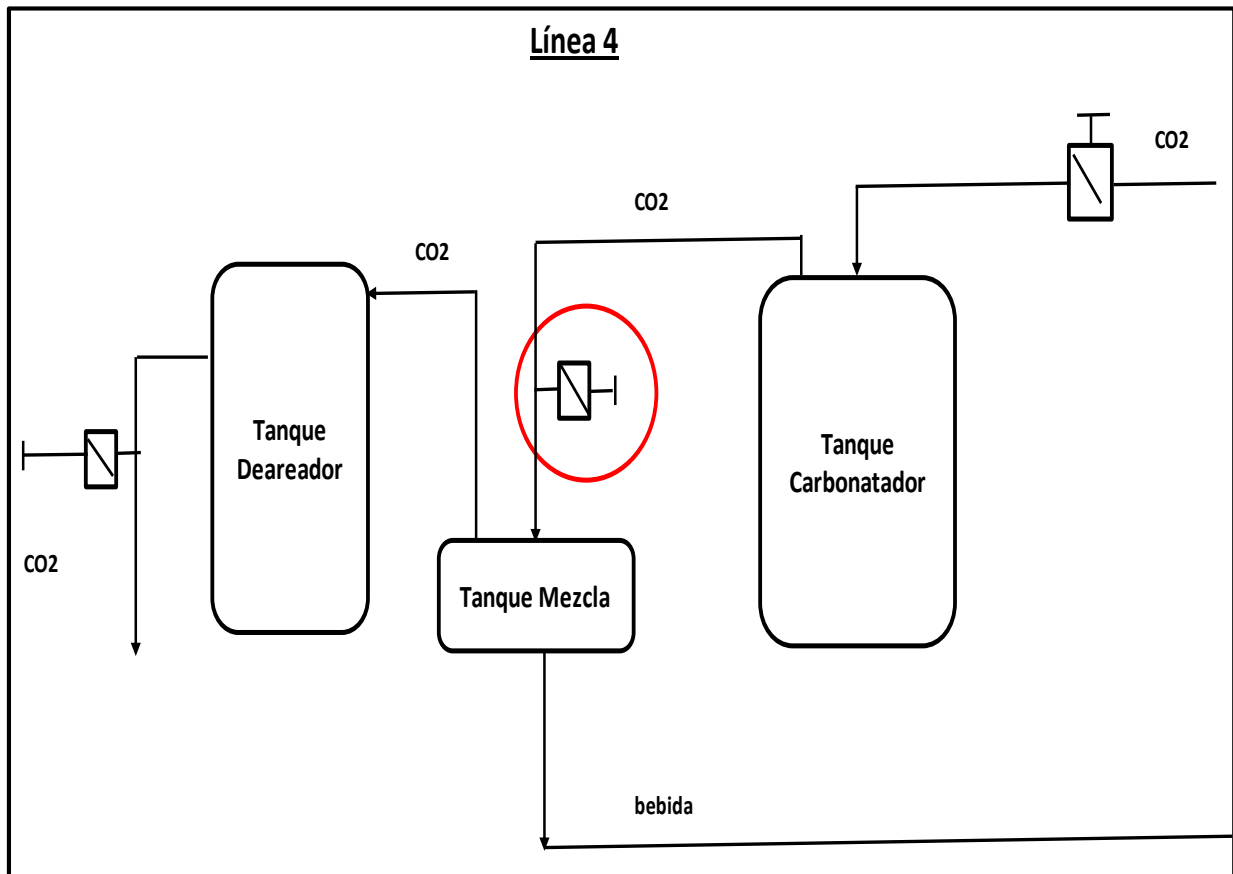 Línea 4
CO2
CO2
CO2
Tanque
Deareador
Tanque
Carbonatador
CO2
Tanque Mezcla
bebida